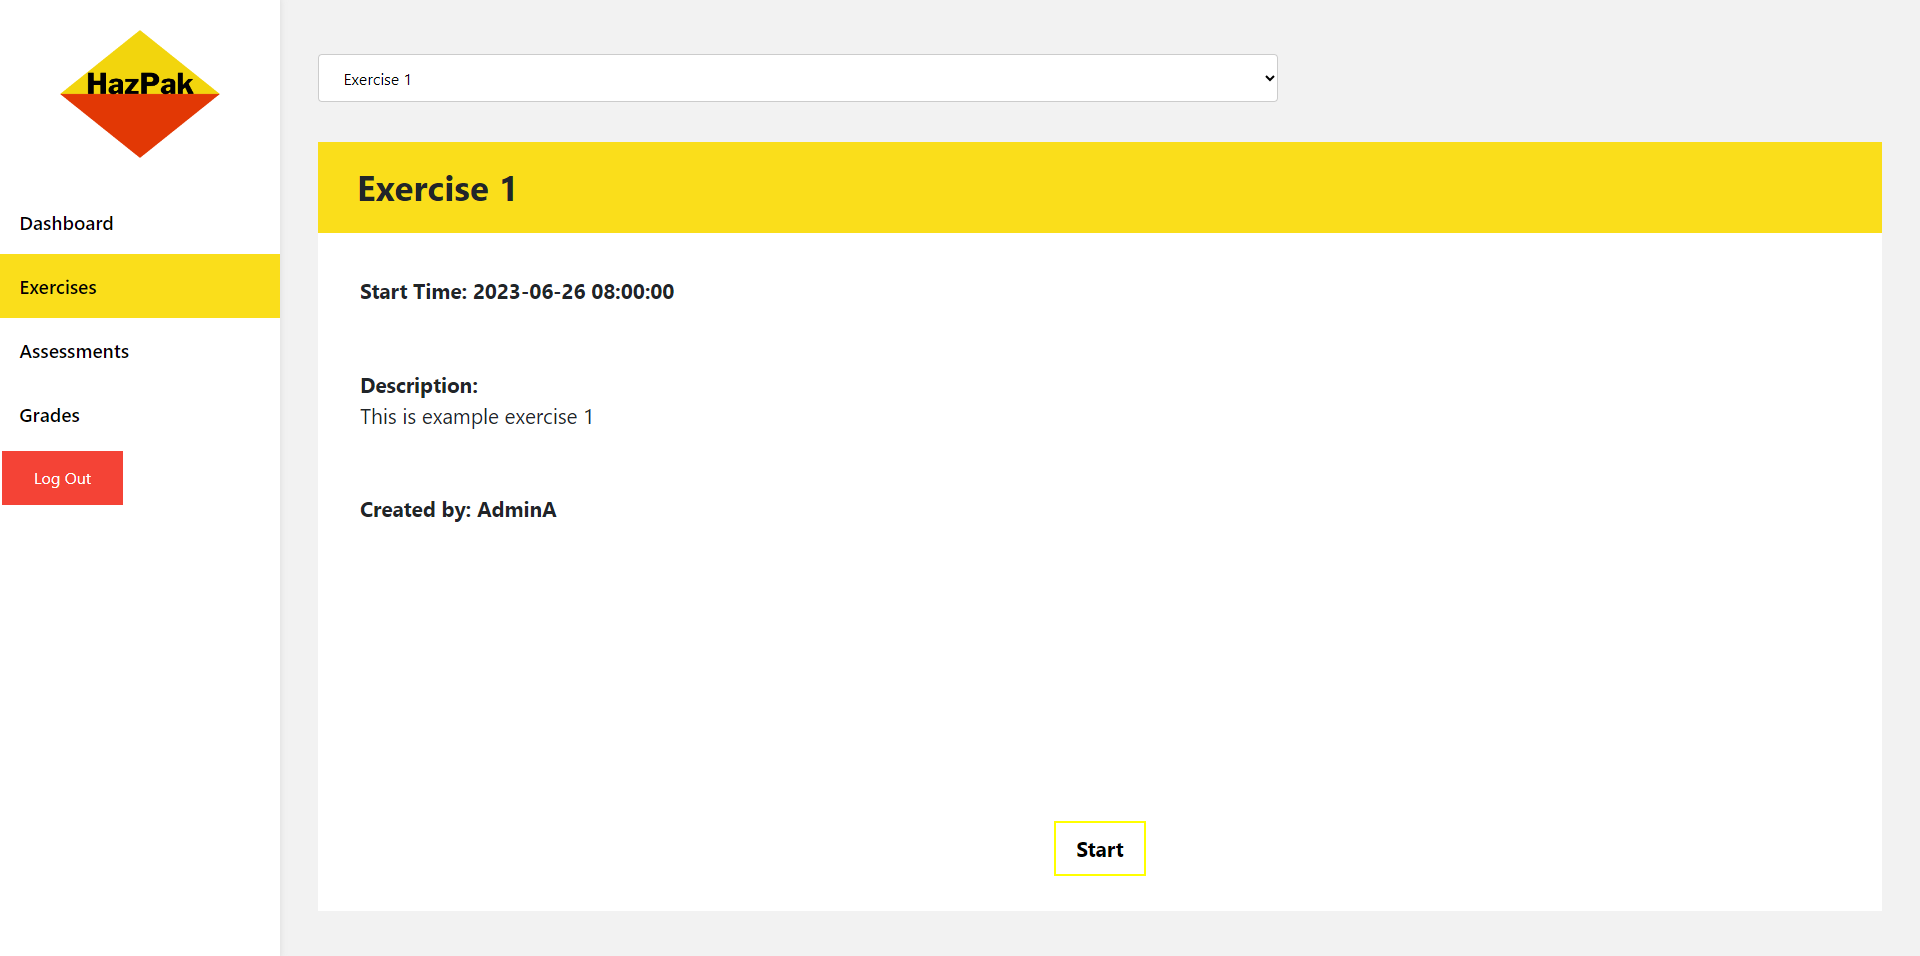 HazPak
Dashboard
Exercises
Assessments
Grades
Log Out
Exercise 1
Exercise 1
Start Time: 2023-06-26 08:00:00
Description:
This is example exercise 1
Created by: AdminA
Start